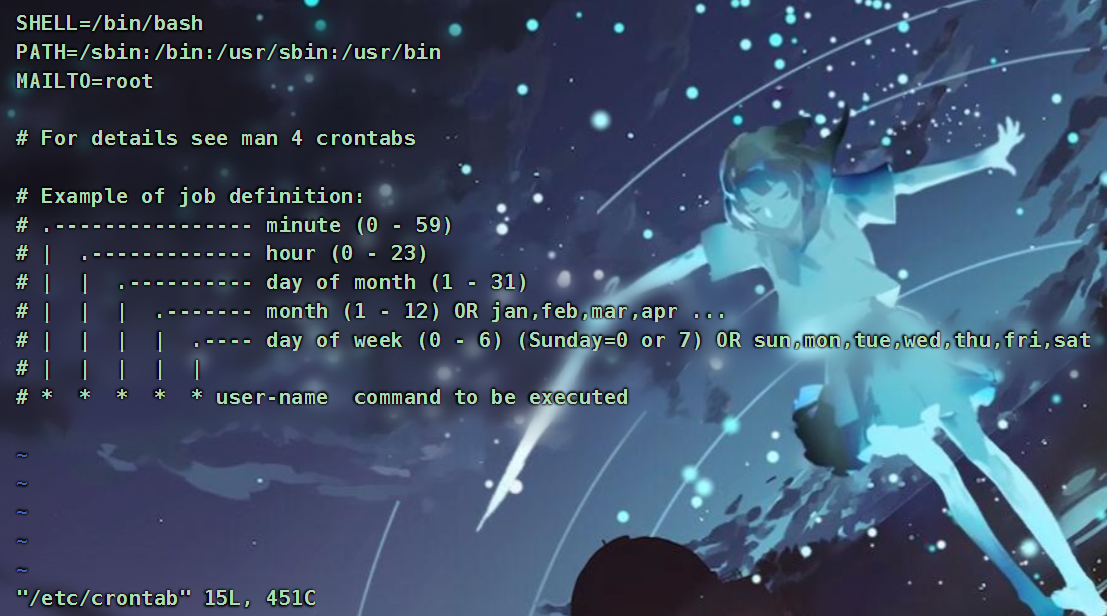 SHELL=/bin/bash
PATH=/sbin:/bin:/usr/sbin:/usr/bin
MAILTO=root

# For details see man 4 crontabs

# Example of job definition:
# .---------------- minute (0 - 59)
# |  .------------- hour (0 - 23)
# |  |  .---------- day of month (1 - 31)
# |  |  |  .------- month (1 - 12) OR jan,feb,mar,apr ...
# |  |  |  |  .---- day of week (0 - 6) (Sunday=0 or 7) OR sun,mon,tue,wed,thu,fri,sat
# |  |  |  |  |
# *  *  *  *  * user-name  command to be executed

~
~
~
~
~
"/etc/crontab" 15L, 451C